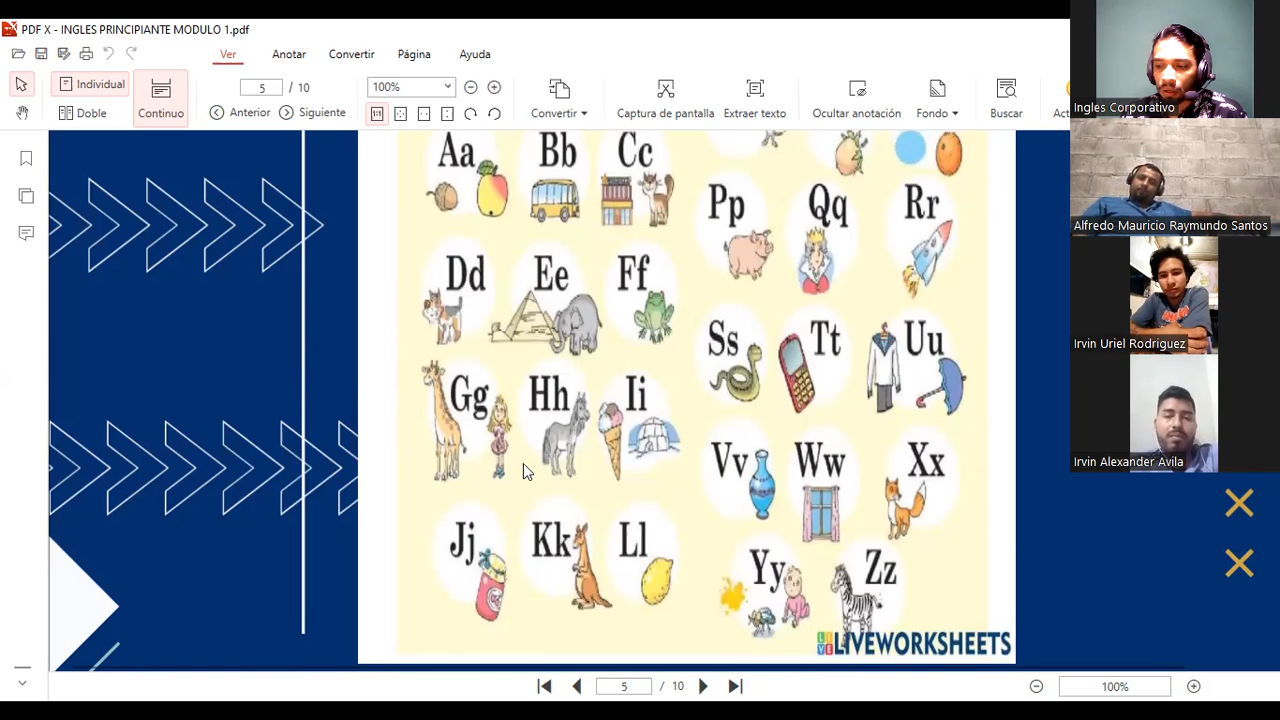 PDF X - INGLES PRINCIPIANTE MODULO 1.pdf
Ver Anotar Convertir Página Ayuda
Individual
Doble
Continuo
5 / 10
Anterior Siguiente
100%
Convertir
Captura de pantalla
Extraer texto
Ocultar anotación
Fondo
Buscar
Ingles Corporativo
Alfredo Mauricio Raymundo Santos
Irvin Uriel Rodriguez
Irvin Alexander Avila
Aa Bb Cc
Dd Ee Ff
Gg Hh Ii
Jj Kk Ll
Pp Qq Rr
Ss Tt Uu
Vv Ww Xx
Yy Zz
LIVEWORKSHEETS
5 / 10
100%